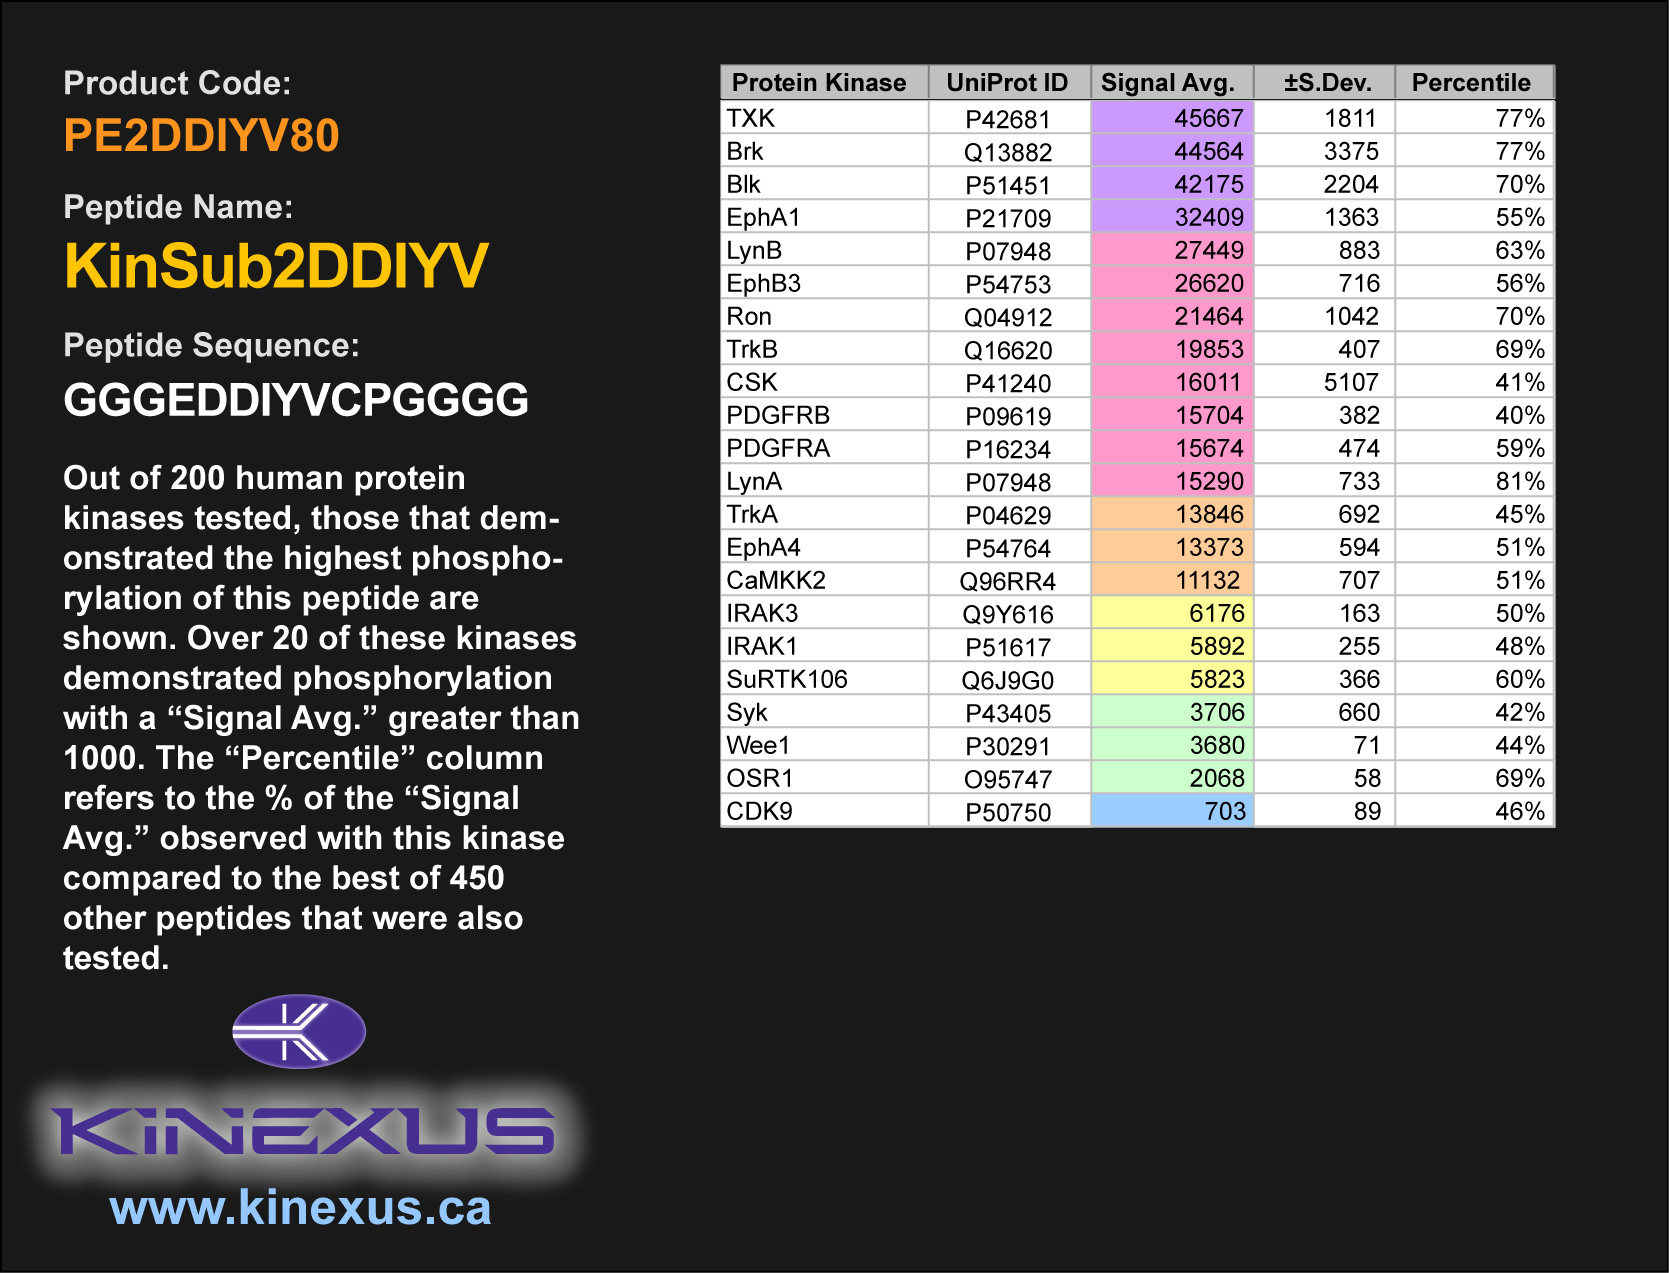 Product Code:
PE2DDIYV80
Peptide Name:
KinSub2DDIYV
Peptide Sequence:
GGGEDDIYVCPGGGG
Out of 200 human protein
kinases tested, those that dem-
onstrated the highest phospho-
rylation of this peptide are
shown. Over 20 of these kinases
demonstrated phosphorylation
with a “Signal Avg.” greater than
1000. The “Percentile” column
refers to the % of the “Signal
Avg.” observed with this kinase
compared to the best of 450
other peptides that were also
tested.
KiNEXUS
www.kinexus.ca
Protein Kinase UniProt ID Signal Avg. ±S.Dev. Percentile
TXK P42681 45667 1811 77%
Brk Q13882 44564 3375 77%
Blk P51451 42175 2204 70%
EphA1 P21709 32409 1363 55%
LynB P07948 27449 883 63%
EphB3 P54753 26620 716 56%
Ron Q04912 21464 1042 70%
TrkB Q16620 19853 407 69%
CSK P41240 16011 5107 41%
PDGFRB P09619 15704 382 40%
PDGFRA P16234 15674 474 59%
LynA P07948 15290 733 81%
TrkA P04629 13846 692 45%
EphA4 P54764 13373 594 51%
CaMKK2 Q96RR4 11132 707 51%
IRAK3 Q9Y616 6176 163 50%
IRAK1 P51617 5892 255 48%
SuRTK106 Q6J9G0 5823 366 60%
Syk P43405 3706 660 42%
Wee1 P30291 3680 71 44%
OSR1 O95747 2068 58 69%
CDK9 P50750 703 89 46%